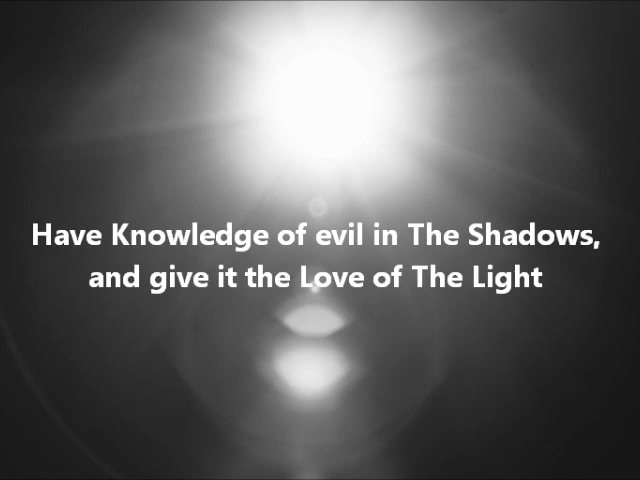 Have Knowledge of evil in The Shadows,
and give it the Love of The Light